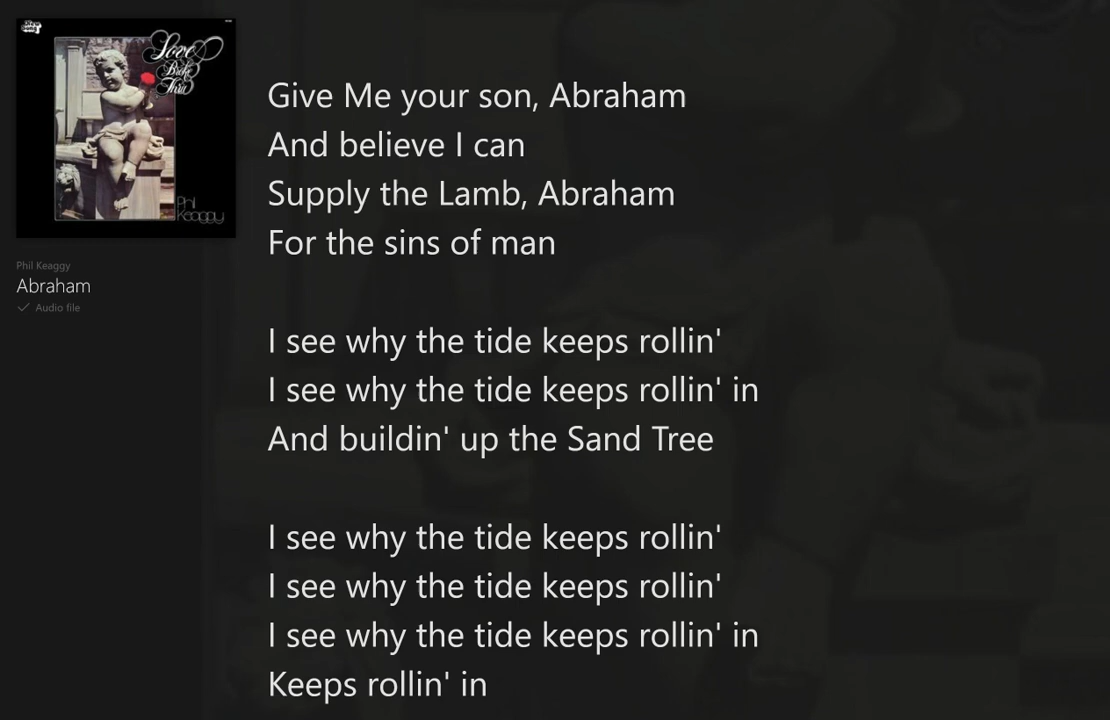 Love
Broke
Thru
Phil
Keaggy
Phil Keaggy
Abraham
Audio file
Give Me your son, Abraham
And believe I can
Supply the Lamb, Abraham
For the sins of man
I see why the tide keeps rollin'
I see why the tide keeps rollin' in
And buildin' up the Sand Tree
I see why the tide keeps rollin'
I see why the tide keeps rollin'
I see why the tide keeps rollin' in
Keeps rollin' in